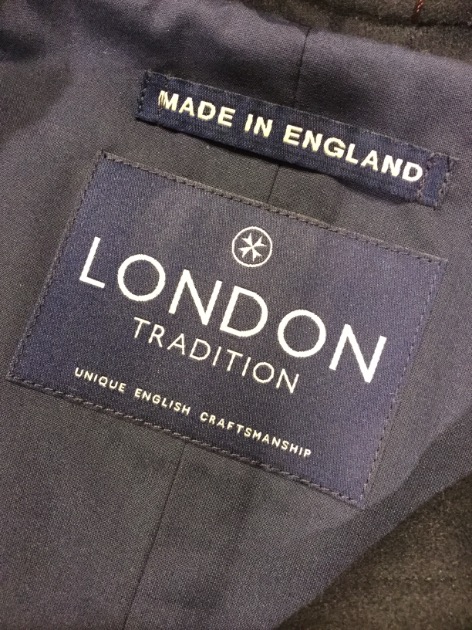 MADE IN ENGLAND
LONDON
TRADITION
UNIQUE ENGLISH CRAFTSMANSHIP